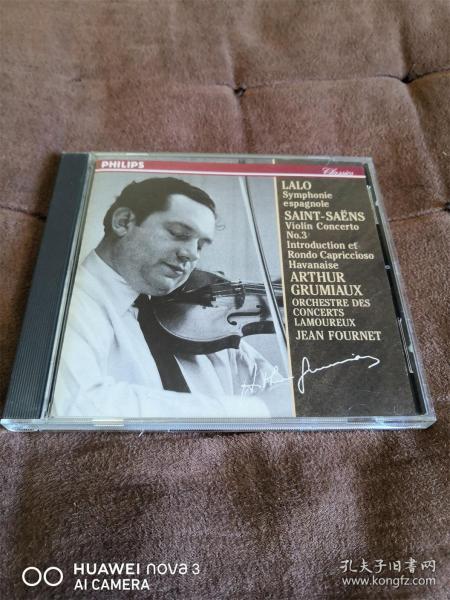 PHILIPS
Classics
LALO
Symphonie
espagnole
SAINT-SAËNS
Violin Concerto
No.3
Introduction et
Rondo Capriccioso
Havanaise
ARTHUR
GRUMIAUX
ORCHESTRE DES
CONCERTS
LAMOUREUX
JEAN FOURNET
Arthur Grumiaux
HUAWEI nova 3
AI CAMERA
孔夫子旧书网
www.kongfz.com